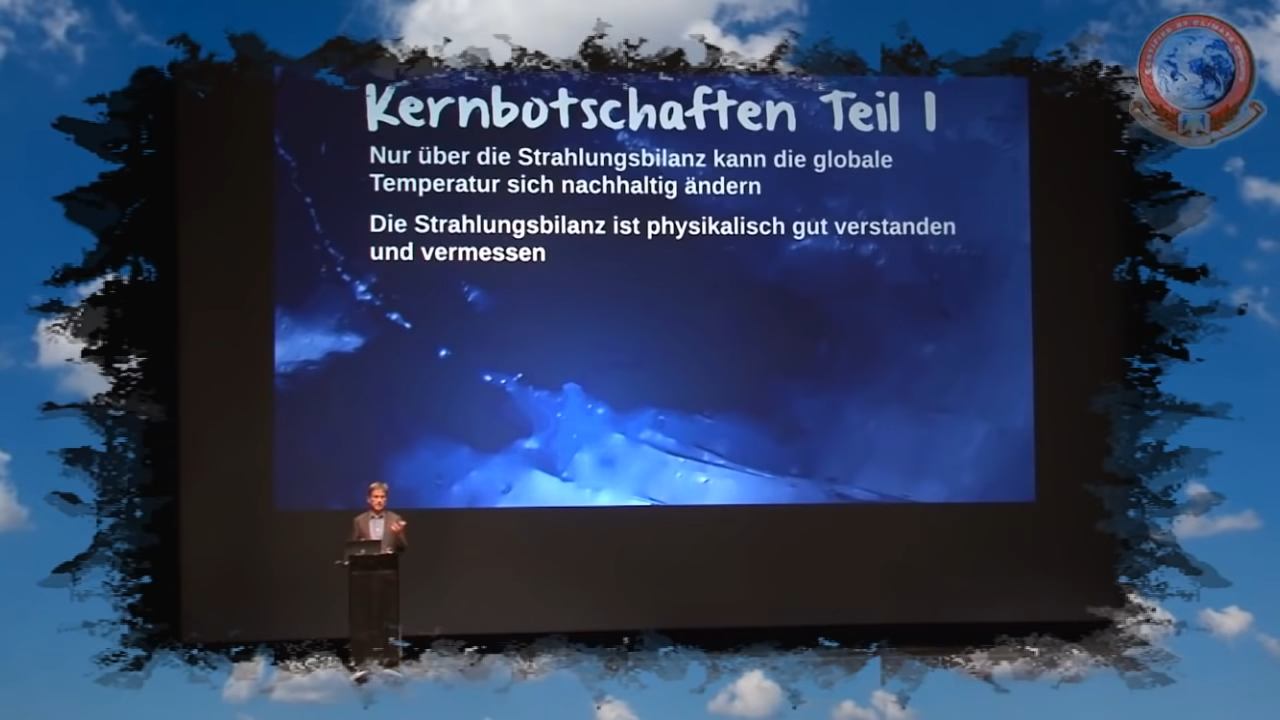 Kernbotschaften Teil 1
Nur über die Strahlungsbilanz kann die globale
Temperatur sich nachhaltig ändern
Die Strahlungsbilanz ist physikalisch gut verstanden
und vermessen